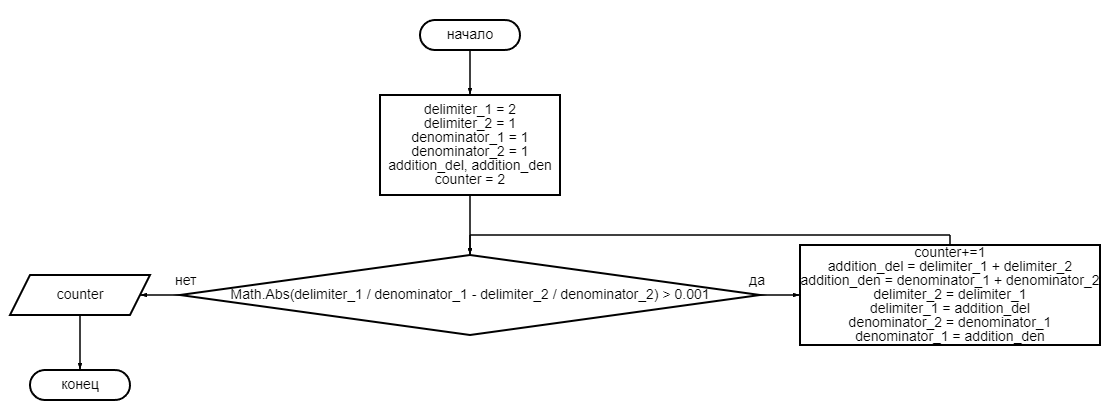 начало
delimiter_1 = 2
delimiter_2 = 1
denominator_1 = 1
denominator_2 = 1
addition_del, addition_den
counter = 2
нет
Math.Abs(delimiter_1 / denominator_1 - delimiter_2 / denominator_2) > 0.001
да
counter+=1
addition_del = delimiter_1 + delimiter_2
addition_den = denominator_1 + denominator_2
delimiter_2 = delimiter_1
delimiter_1 = addition_del
denominator_2 = denominator_1
denominator_1 = addition_den
counter
конец